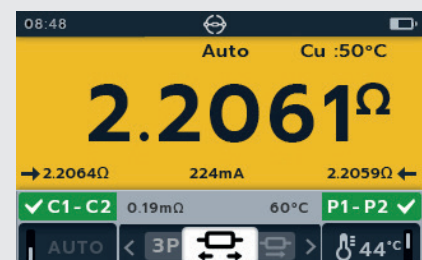 08:48
Auto Cu :50°C
2.2061Ω
→2.2064Ω 224mA 2.2059Ω←
✓ C1-C2 0.19mΩ 60°C P1-P2 ✓
AUTO < 3P > 44°C